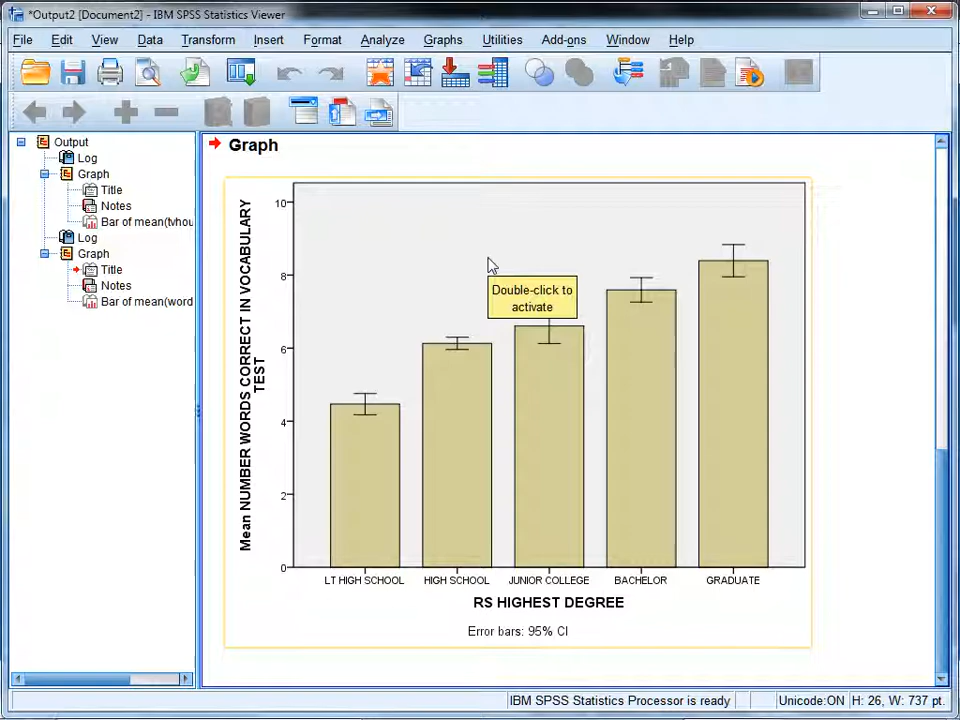 *Output2 [Document2] - IBM SPSS Statistics Viewer
File Edit View Data Transform Insert Format Analyze Graphs Utilities Add-ons Window Help
Output
Log
Graph
Title
Notes
Bar of mean(tvhou
Log
Graph
Title
Notes
Bar of mean(word
Graph
Mean NUMBER WORDS CORRECT IN VOCABULARY
TEST
10
8
6
4
2
0
Double-click to
activate
LT HIGH SCHOOL HIGH SCHOOL JUNIOR COLLEGE BACHELOR GRADUATE
RS HIGHEST DEGREE
Error bars: 95% CI
IBM SPSS Statistics Processor is ready Unicode:ON H: 26, W: 737 pt.